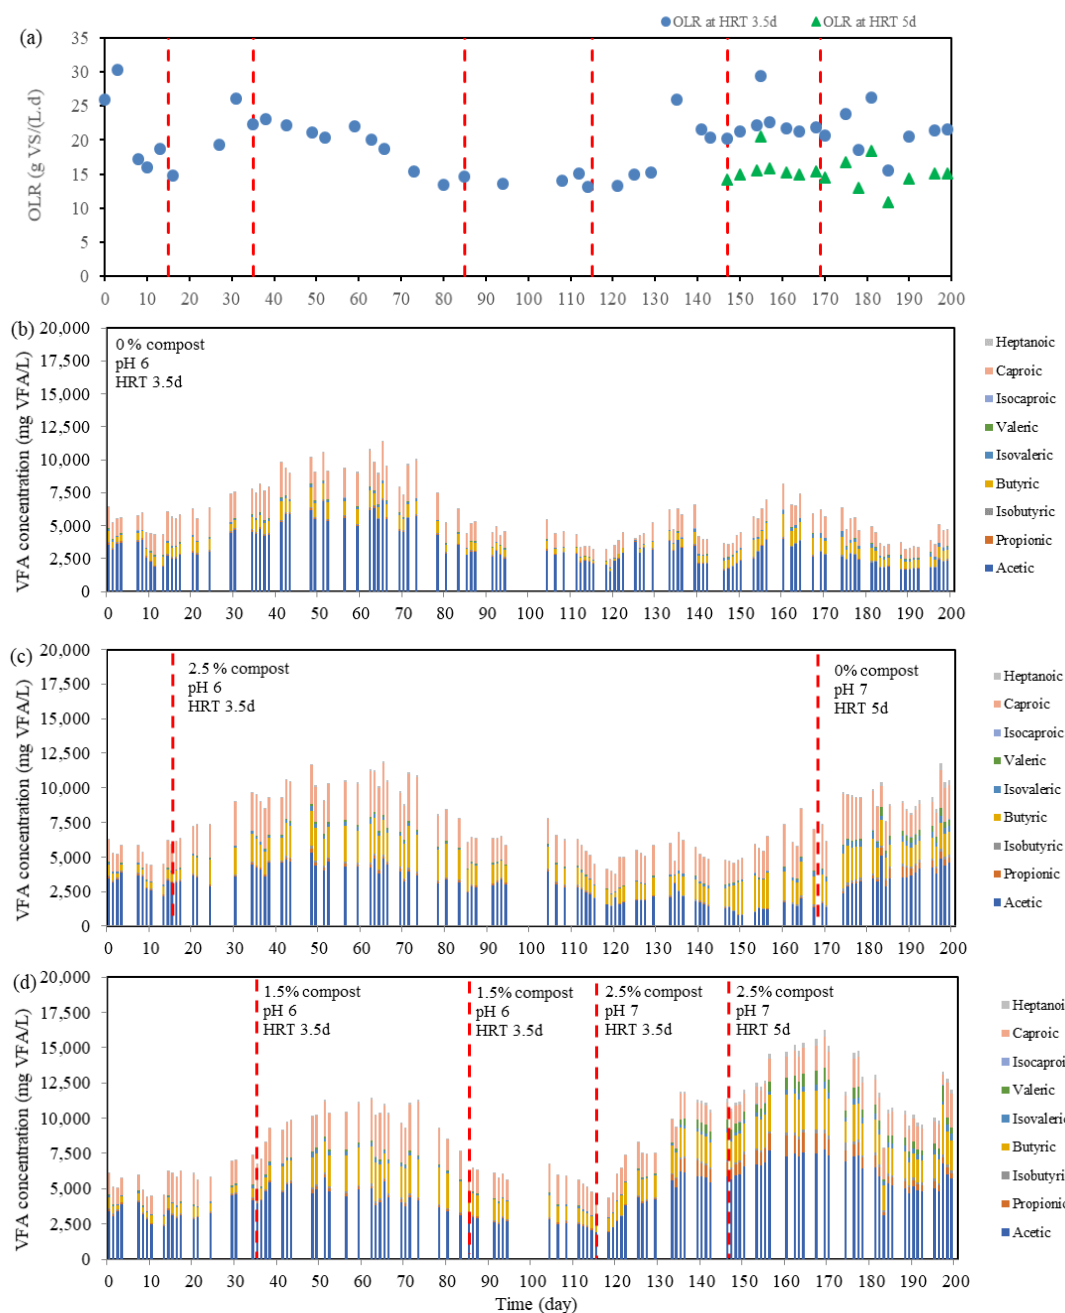 OLR at HRT 3.5d OLR at HRT 5d
(a)
OLR (g VS/(L.d)
35
30
25
20
15
10
5
0
0 10 20 30 40 50 60 70 80 90 100 110 120 130 140 150 160 170 180 190 200
(b)
VFA concentration (mg VFA/L)
20,000
17,500
15,000
12,500
10,000
7,500
5,000
2,500
0
0 % compost
pH 6
HRT 3.5d
0 10 20 30 40 50 60 70 80 90 100 110 120 130 140 150 160 170 180 190 200
Heptanoic
Caproic
Isocaproic
Valeric
Isovaleric
Butyric
Isobutyric
Propionic
Acetic
(c)
VFA concentration (mg VFA/L)
20,000
17,500
15,000
12,500
10,000
7,500
5,000
2,500
0
2.5 % compost
pH 6
HRT 3.5d
0% compost
pH 7
HRT 5d
0 10 20 30 40 50 60 70 80 90 100 110 120 130 140 150 160 170 180 190 200
Heptanoic
Caproic
Isocaproic
Valeric
Isovaleric
Butyric
Isobutyric
Propionic
Acetic
(d)
VFA concentration (mg VFA/L)
20,000
17,500
15,000
12,500
10,000
7,500
5,000
2,500
0
1.5% compost
pH 6
HRT 3.5d
1.5% compost
pH 6
HRT 3.5d
2.5% compost
pH 7
HRT 3.5d
2.5% compost
pH 7
HRT 5d
0 10 20 30 40 50 60 70 80 90 100 110 120 130 140 150 160 170 180 190 200
Time (day)
Heptanoic
Caproic
Isocaproic
Valeric
Isovaleric
Butyric
Isobutyric
Propionic
Acetic